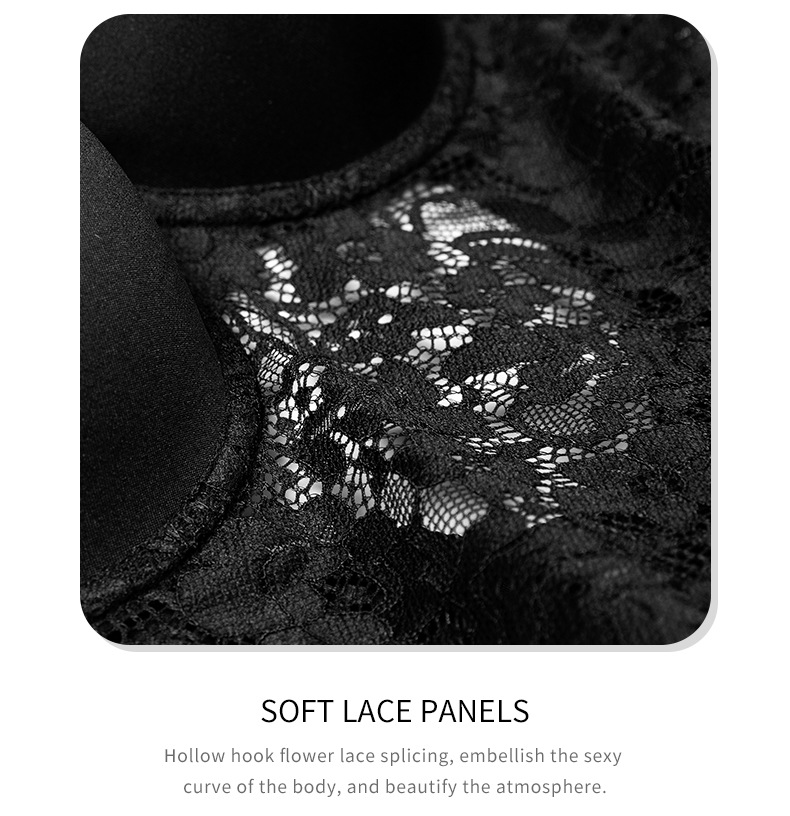 SOFT LACE PANELS
Hollow hook flower lace splicing, embellish the sexy
curve of the body, and beautify the atmosphere.